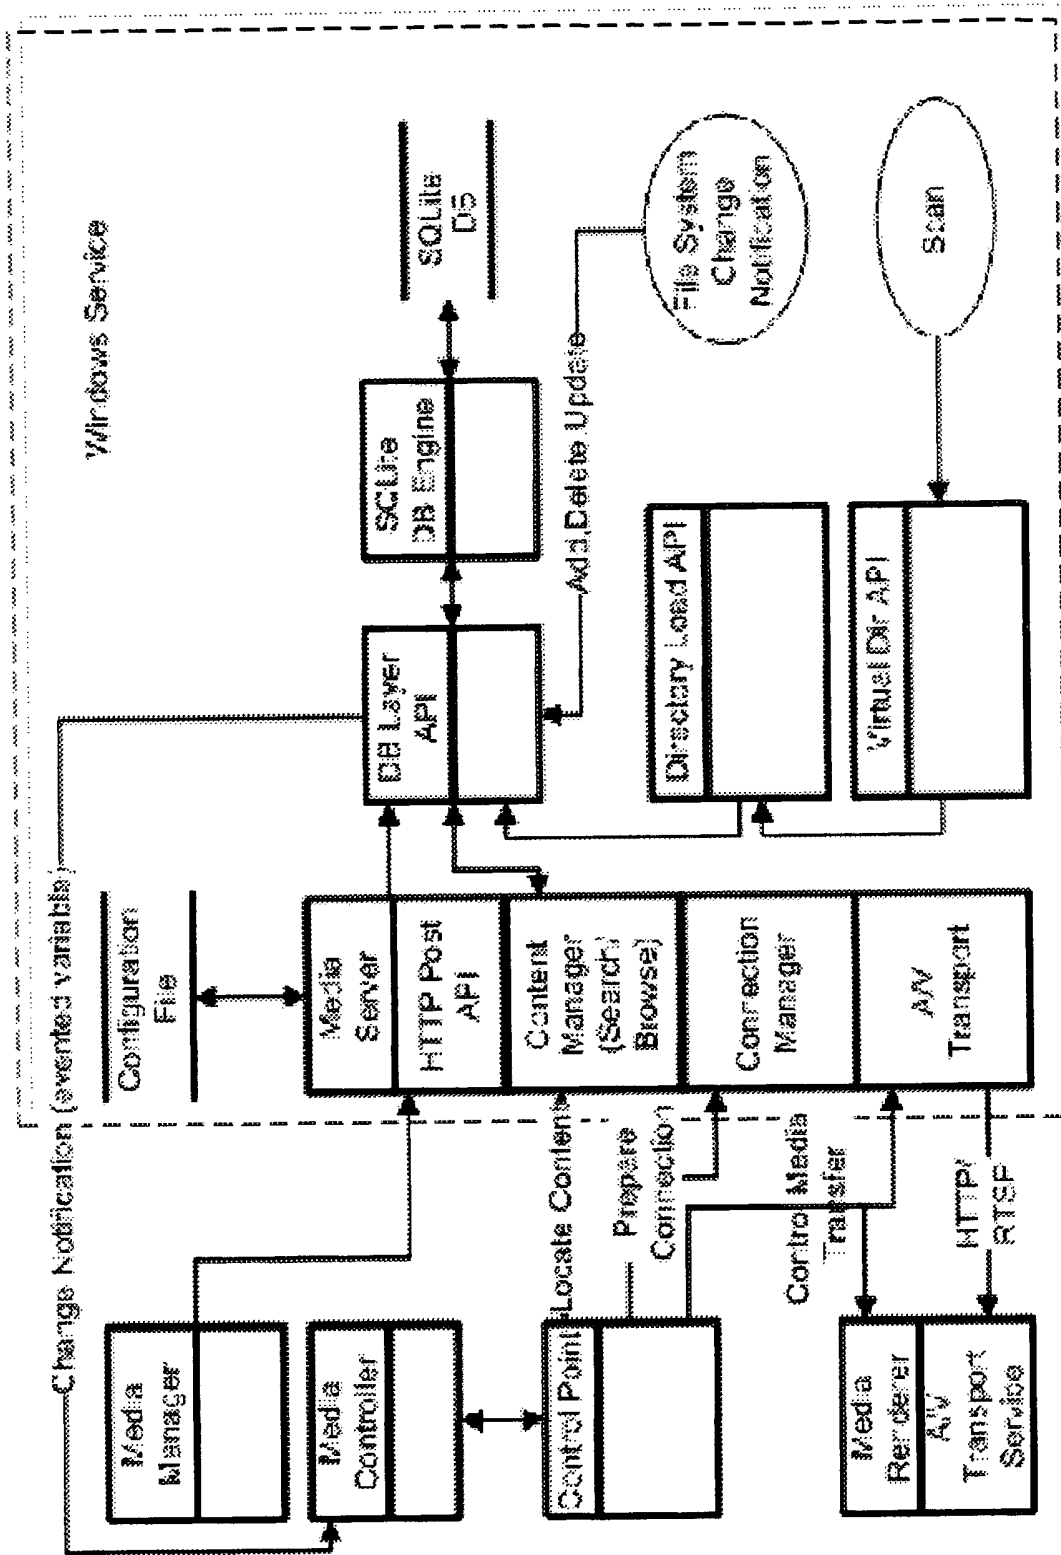 Windows Service
Change Notification (evented variable)
Configuration
File
SQLite
DB
SQLite
DB Engine
DB Layer
API
Add,Delete,Update
File System
Change
Notification
Scan
Directory Load API
Virtual Dir API
Media
Server
HTTP Post
API
Content
Manager
(Search/
Browse)
Connection
Manager
A/V
Transport
Media
Manager
Media
Controller
Control Point
Locate Content
Prepare
Connection
Control Media
Transfer
HTTP/
RTSP
Media
Renderer
A/V
Transport
Service